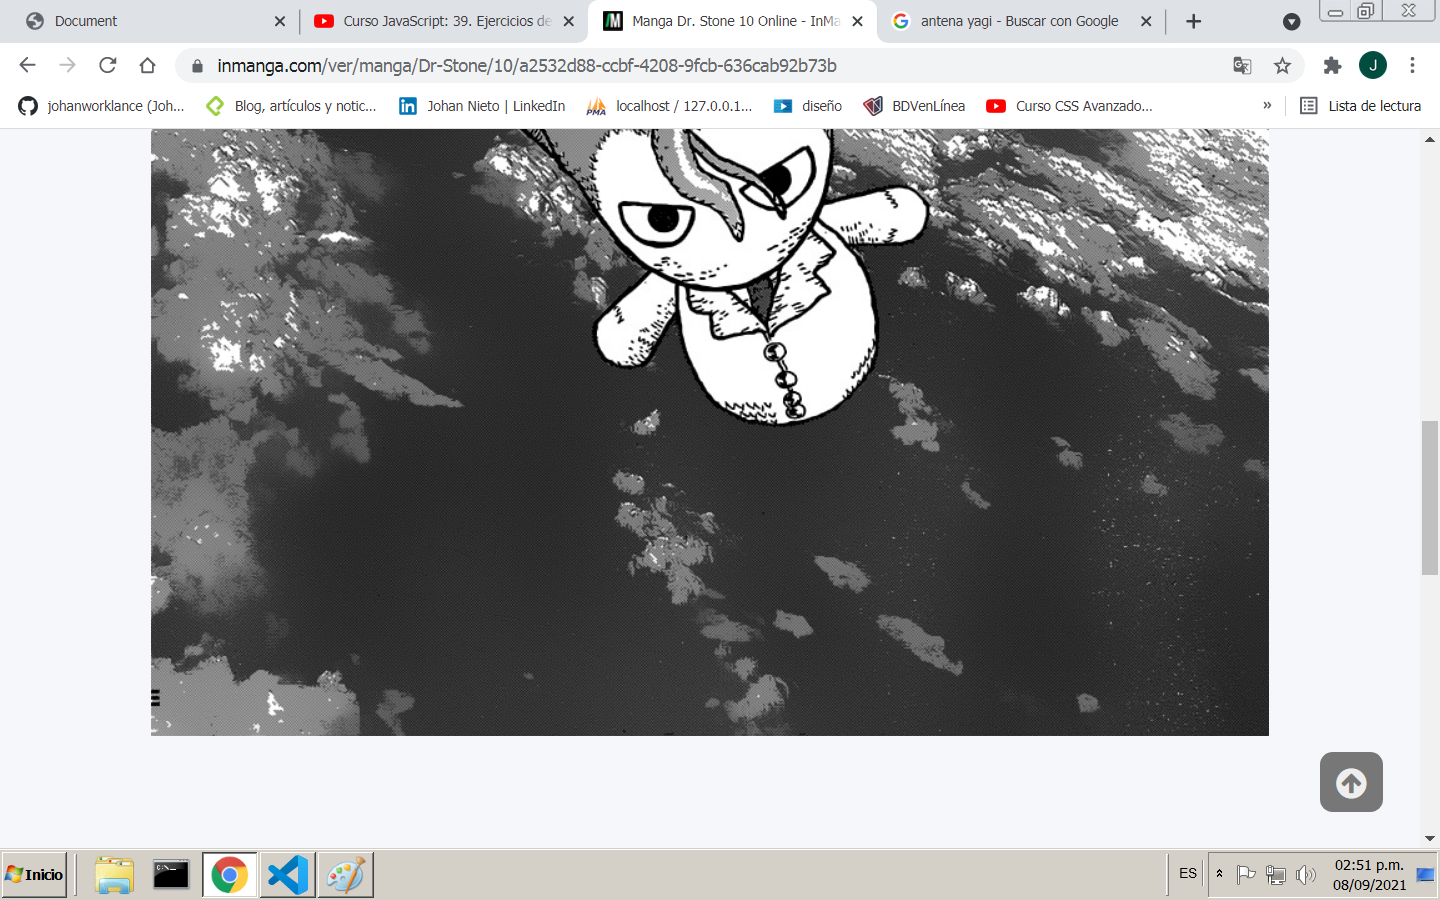 Document
Curso JavaScript: 39. Ejercicios de
Manga Dr. Stone 10 Online - InMa
antena yagi - Buscar con Google
inmanga.com/ver/manga/Dr-Stone/10/a2532d88-ccbf-4208-9fcb-636cab92b73b
J
johanworklance (Joh...
Blog, artículos y notic...
Johan Nieto | LinkedIn
localhost / 127.0.0.1...
diseño
BDVenLínea
Curso CSS Avanzado...
»
Lista de lectura
Inicio
ES
02:51 p.m.
08/09/2021